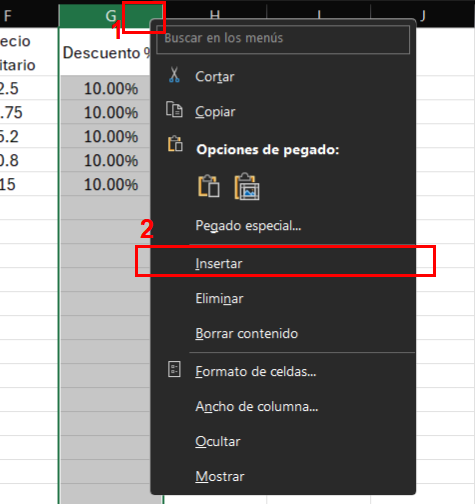 F G H I J
1
ecio
itario
Descuento %
2.5 10.00%
.75 10.00%
5.2 10.00%
0.8 10.00%
15 10.00%
Buscar en los menús
Cortar
Copiar
Opciones de pegado:
Pegado especial...
2
Insertar
Eliminar
Borrar contenido
Formato de celdas...
Ancho de columna...
Ocultar
Mostrar